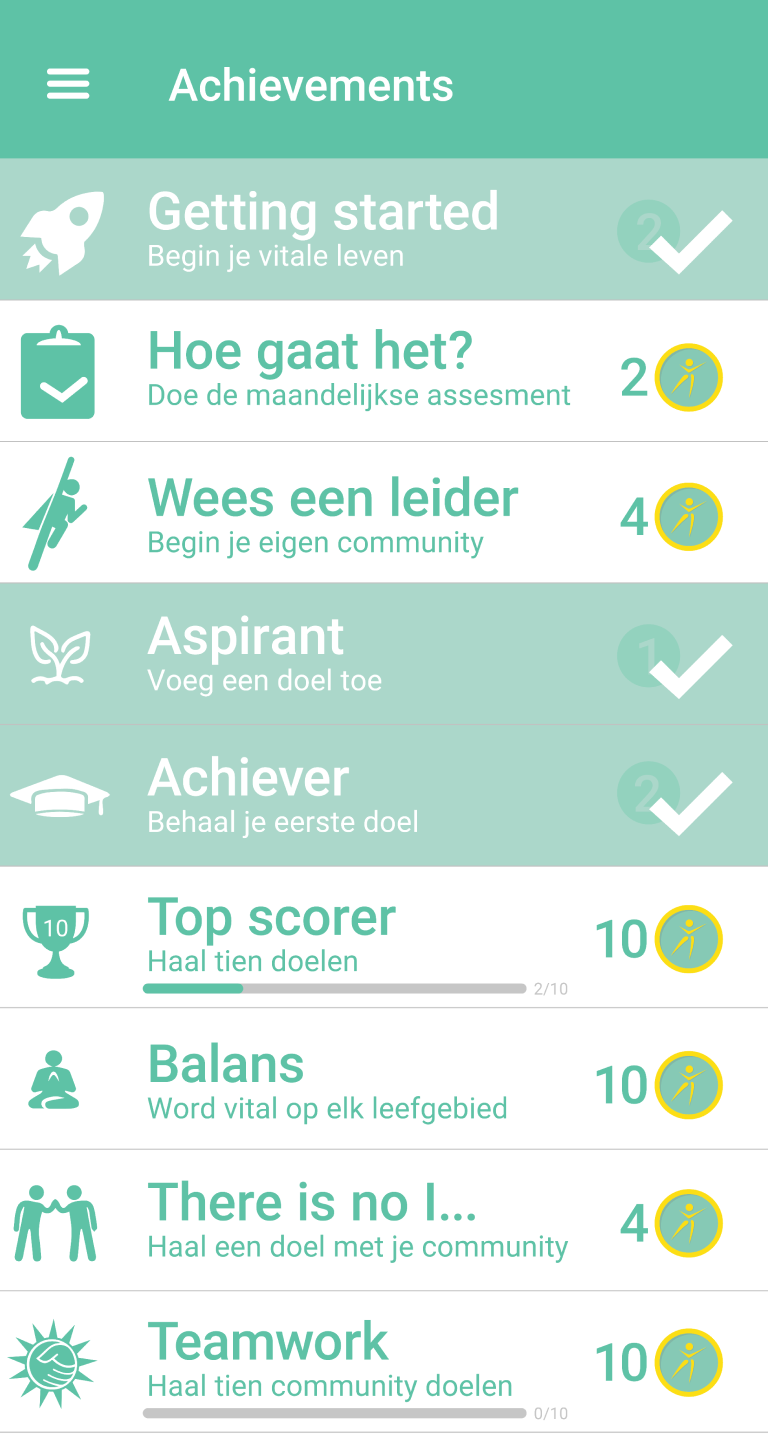 Achievements
Getting started
Begin je vitale leven
2
Hoe gaat het?
Doe de maandelijkse assesment
2
Wees een leider
Begin je eigen community
4
Aspirant
Voeg een doel toe
1
Achiever
Behaal je eerste doel
2
10
Top scorer
Haal tien doelen
2/10
10
Balans
Word vital op elk leefgebied
10
There is no I...
Haal een doel met je community
4
Teamwork
Haal tien community doelen
0/10
10